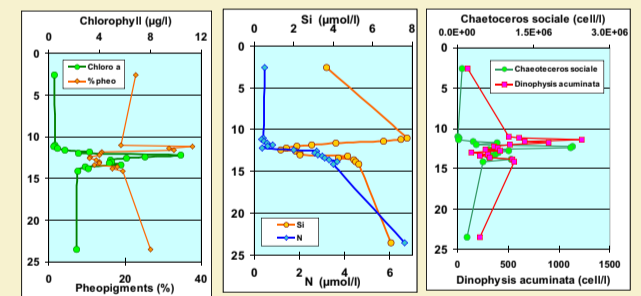 Chlorophyll (µg/l)
0 4 8 12
Chloro a
% pheo
0
5
10
15
20
25
0 20 40
Pheopigments (%)
Si (µmol/l)
0 2 4 6 8
0
5
10
15
20
25
Si
N
0 2 4 6
N (µmol/l)
Chaetoceros sociale (cell/l)
0.0E+00 1.5E+06 3.0E+06
0
5
10
15
20
25
Chaeoteceros sociale
Dinophysis acuminata
0 500 1000 1500
Dinophysis acuminata (cell/l)